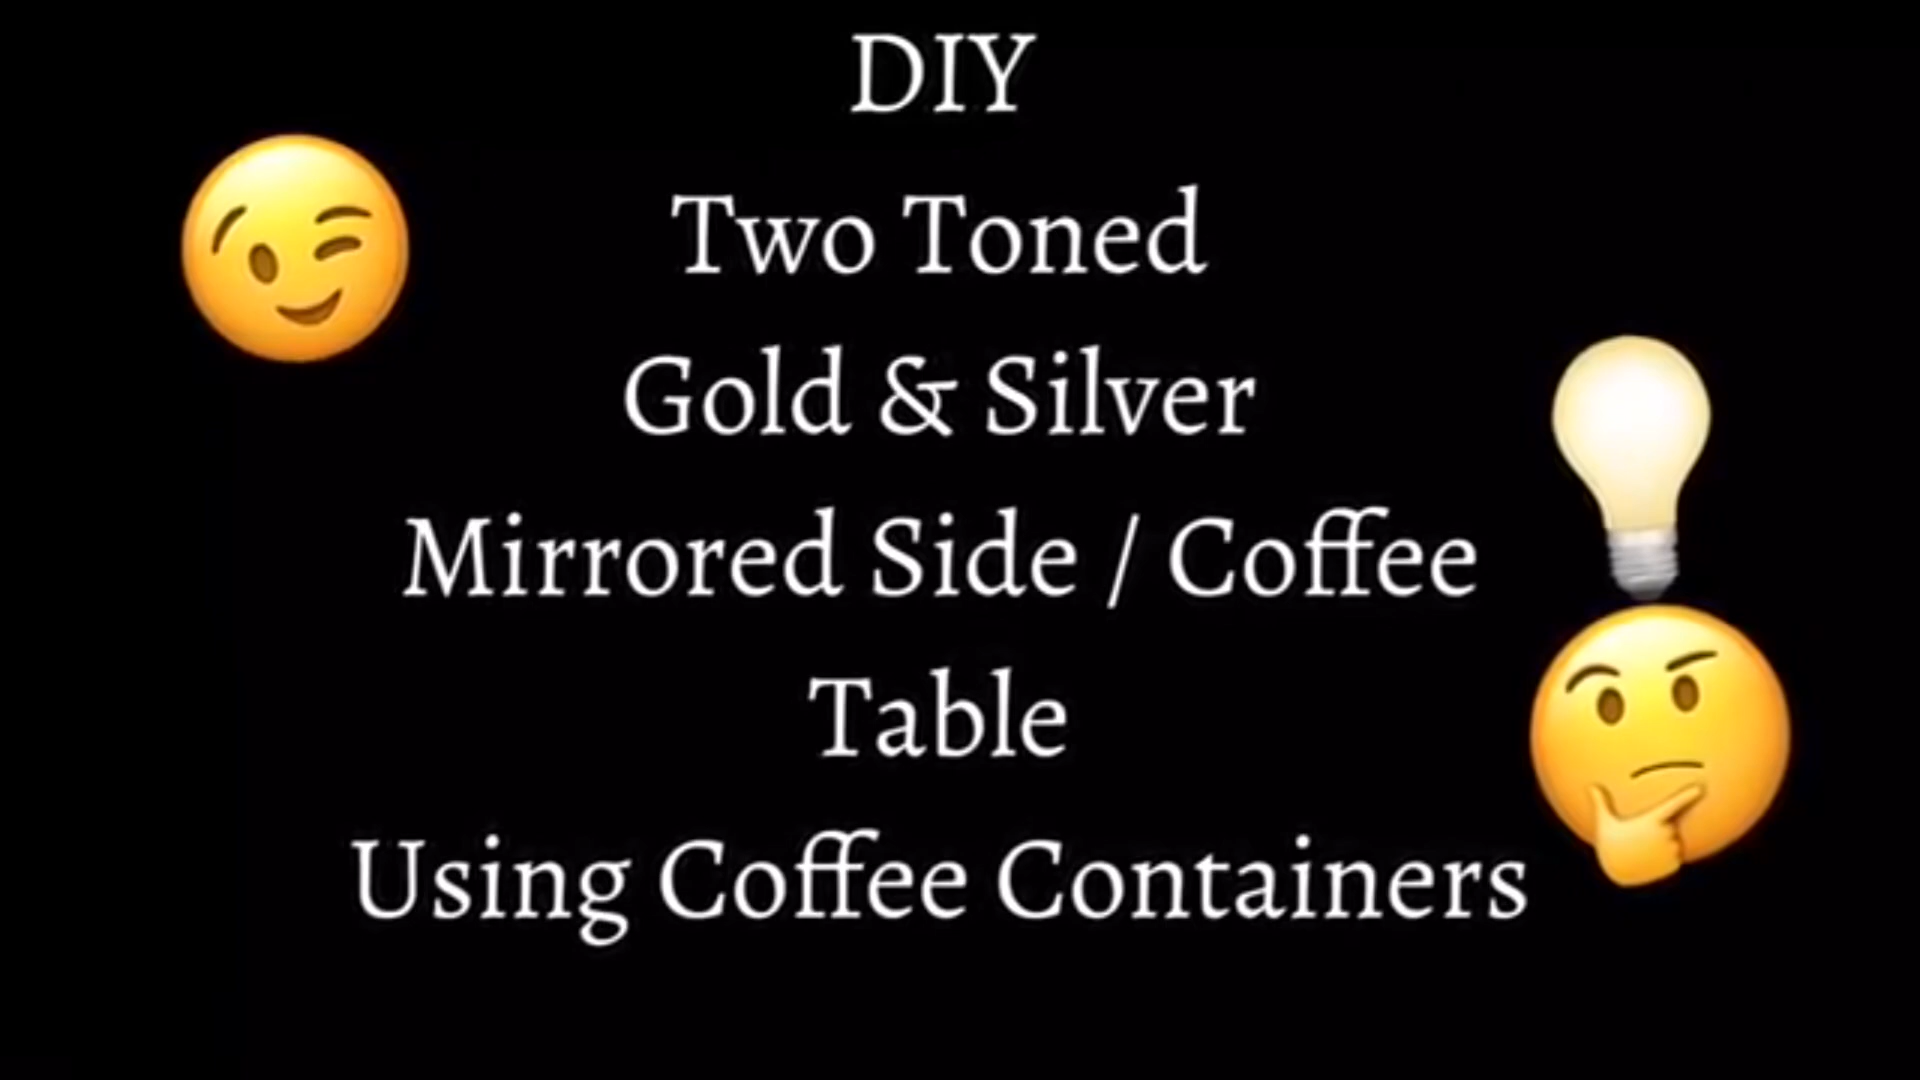 DIY
Two Toned
Gold & Silver
Mirrored Side / Coffee
Table
Using Coffee Containers